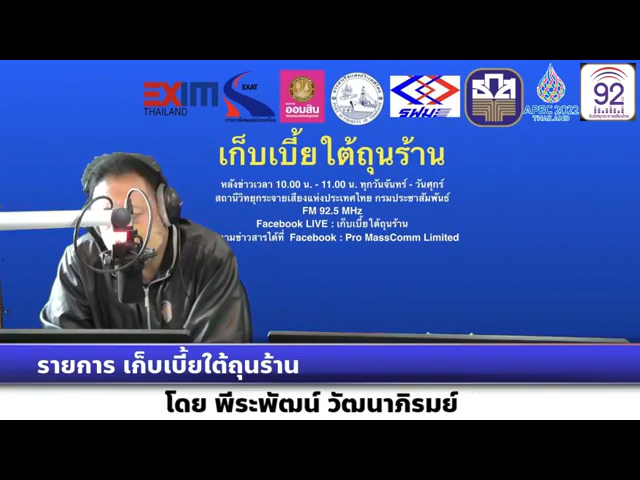 EXIM
THAILAND
EXAT
ออมสิน
รฟม
ธกส
APEC 2022
THAILAND
92
เก็บเบี้ยใต้ถุนร้าน
หลังข่าวเวลา 10.00 น. - 11.00 น. ทุกวันจันทร์ - วันศุกร์
สถานีวิทยุกระจายเสียงแห่งประเทศไทย กรมประชาสัมพันธ์
FM 92.5 MHz
Facebook LIVE : เก็บเบี้ยใต้ถุนร้าน
ามข่าวสารได้ที่ Facebook : Pro MassComm Limited
รายการ เก็บเบี้ยใต้ถุนร้าน
โดย พีระพัฒน์ วัฒนาภิรมย์